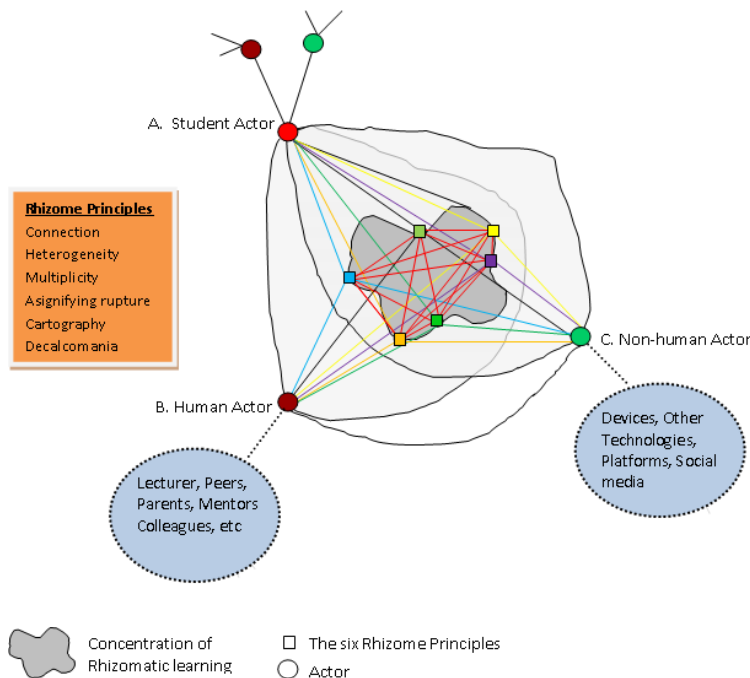 A. Student Actor
Rhizome Principles
Connection
Heterogeneity
Multiplicity
Asignifying rupture
Cartography
Decalcomania
C. Non-human Actor
B. Human Actor
Devices, Other
Technologies,
Platforms, Social
media
Lecturer, Peers,
Parents, Mentors
Colleagues, etc
Concentration of
Rhizomatic learning
The six Rhizome Principles
Actor